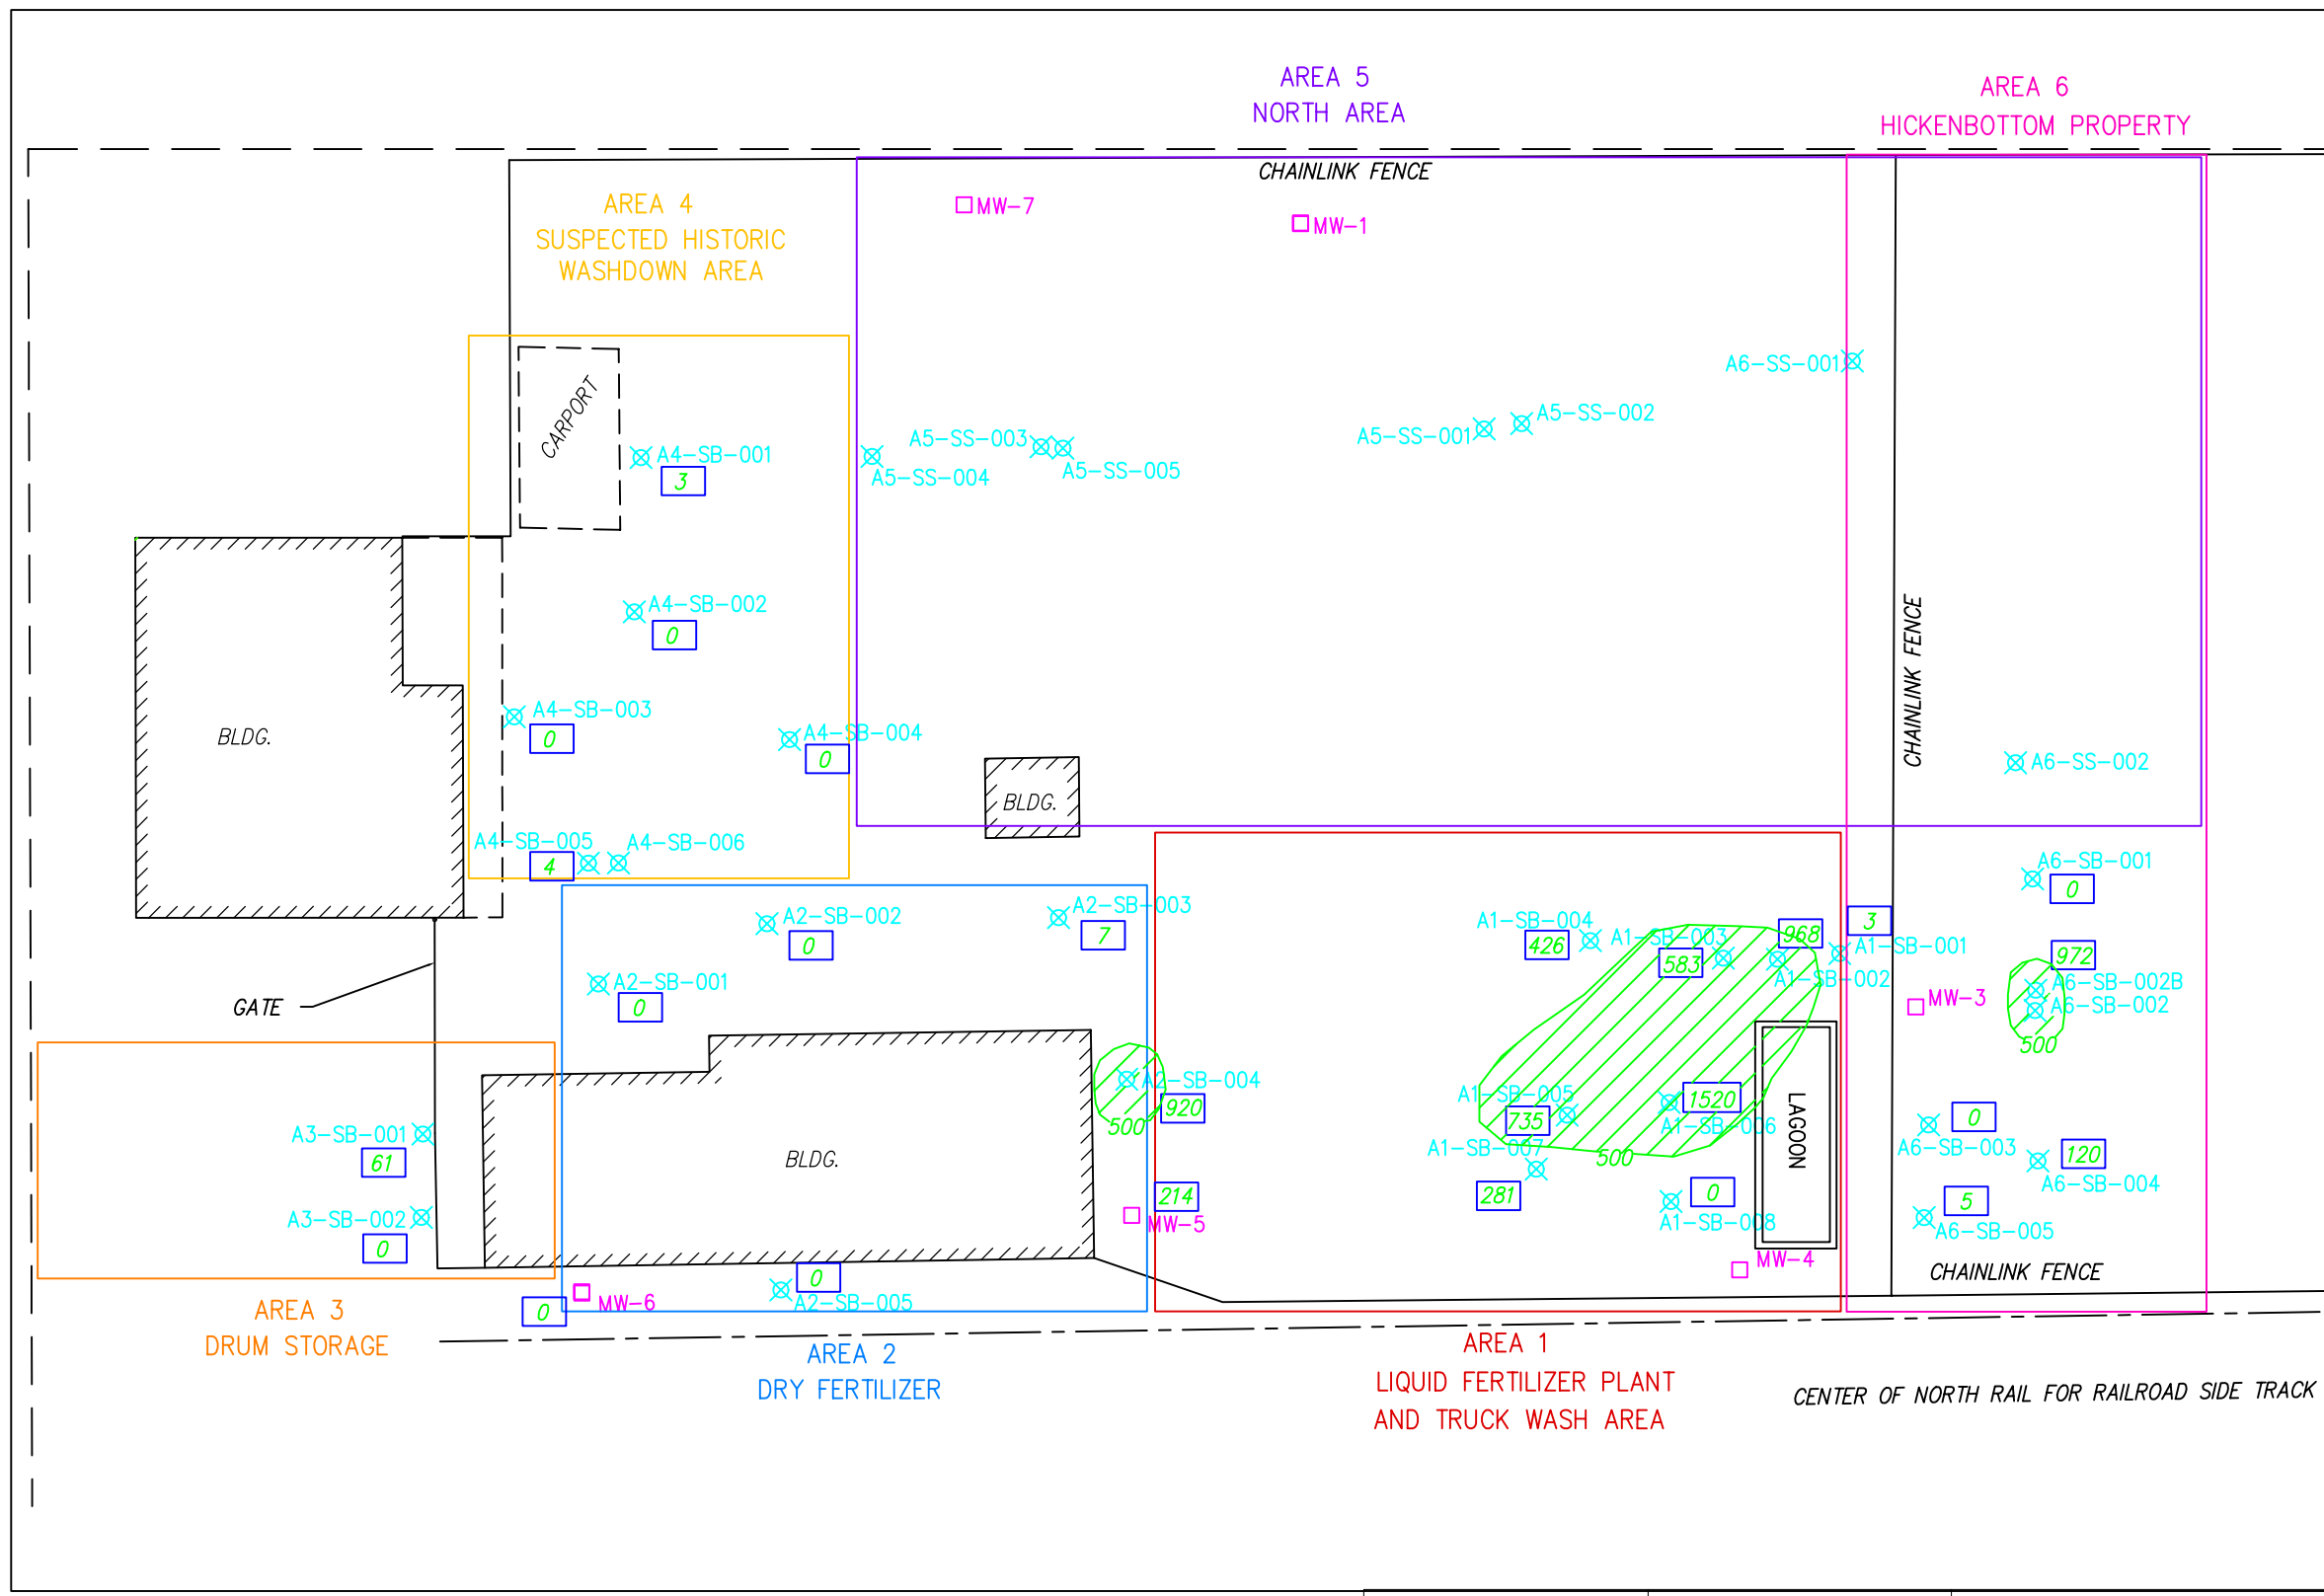 AREA 5
NORTH AREA
AREA 6
HICKENBOTTOM PROPERTY
CHAINLINK FENCE
MW-7
MW-1
AREA 4
SUSPECTED HISTORIC
WASHDOWN AREA
CARPORT
A4-SB-001
3
A4-SB-002
0
A4-SB-003
0
A4-SB-004
0
A4-SB-005
4
A4-SB-006
A5-SS-003
A5-SS-004
A5-SS-005
A5-SS-001
A5-SS-002
A6-SS-001
A6-SS-002
CHAINLINK FENCE
BLDG.
BLDG.
GATE
A2-SB-002
0
A2-SB-003
7
A2-SB-001
0
A2-SB-004
920
500
BLDG.
214
MW-5
A2-SB-005
0
MW-6
0
A3-SB-001
61
A3-SB-002
0
AREA 3
DRUM STORAGE
AREA 2
DRY FERTILIZER
A1-SB-004
426
A1-SB-003
583
968
A1-SB-002
3
A1-SB-001
A1-SB-005
735
1520
A1-SB-006
A1-SB-007
281
500
0
A1-SB-008
LAGOON
MW-4
MW-3
A6-SB-001
0
972
A6-SB-002B
A6-SB-002
500
0
A6-SB-003
120
A6-SB-004
5
A6-SB-005
CHAINLINK FENCE
AREA 1
LIQUID FERTILIZER PLANT
AND TRUCK WASH AREA
CENTER OF NORTH RAIL FOR RAILROAD SIDE TRACK